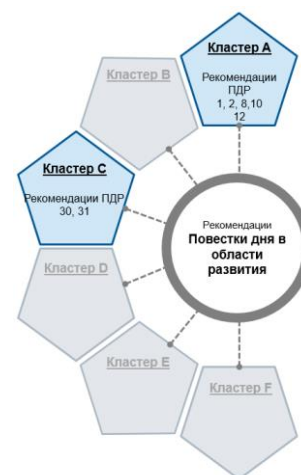 Кластер A
Рекомендации
ПДР
1, 2, 8,10
12
Кластер B
Кластер C
Рекомендации ПДР
30, 31
Рекомендации
Повестки дня в
области
развития
Кластер D
Кластер E
Кластер F